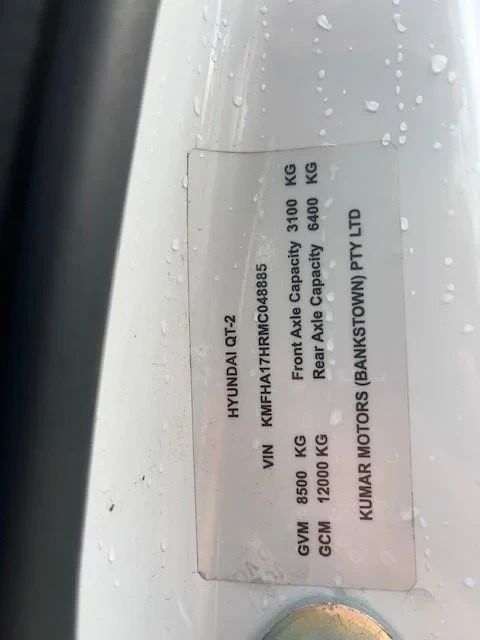 HYUNDAI QT-2
VIN KMFHA17HRMC048885
GVM 8500 KG Front Axle Capacity 3100 KG
GCM 12000 KG Rear Axle Capacity 6400 KG
KUMAR MOTORS (BANKSTOWN) PTY LTD